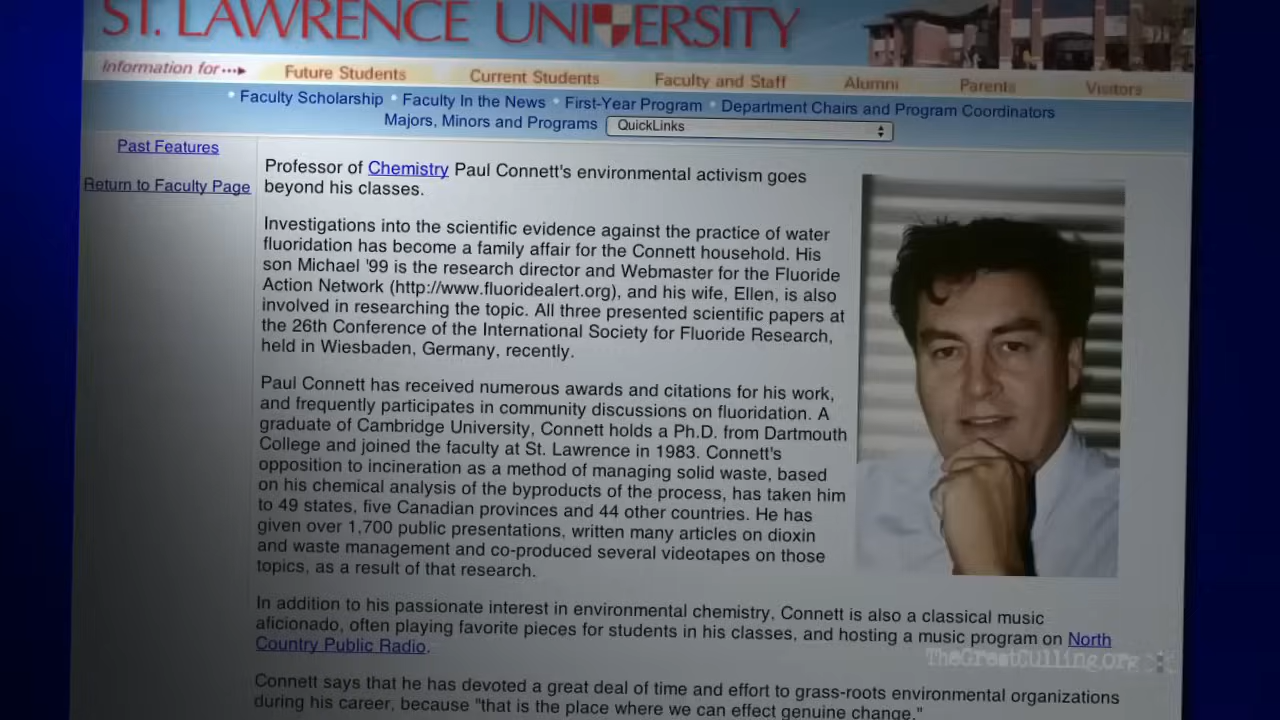 ST. LAWRENCE UNIVERSITY
Information for
Future Students
Current Students
Faculty and Staff
Alumni
Parents
Visitors
Faculty Scholarship • Faculty In the News • First-Year Program • Department Chairs and Program Coordinators
Majors, Minors and Programs
QuickLinks
Past Features
Return to Faculty Page
Professor of Chemistry Paul Connett's environmental activism goes
beyond his classes.
Investigations into the scientific evidence against the practice of water
fluoridation has become a family affair for the Connett household. His
son Michael '99 is the research director and Webmaster for the Fluoride
Action Network (http://www.fluoridealert.org), and his wife, Ellen, is also
involved in researching the topic. All three presented scientific papers at
the 26th Conference of the International Society for Fluoride Research,
held in Wiesbaden, Germany, recently.
Paul Connett has received numerous awards and citations for his work,
and frequently participates in community discussions on fluoridation. A
graduate of Cambridge University, Connett holds a Ph.D. from Dartmouth
College and joined the faculty at St. Lawrence in 1983. Connett's
opposition to incineration as a method of managing solid waste, based
on his chemical analysis of the byproducts of the process, has taken him
to 49 states, five Canadian provinces and 44 other countries. He has
given over 1,700 public presentations, written many articles on dioxin
and waste management and co-produced several videotapes on those
topics, as a result of that research.
In addition to his passionate interest in environmental chemistry, Connett is also a classical music
aficionado, often playing favorite pieces for students in his classes, and hosting a music program on North
Country Public Radio.
TheGreatCulling.org
Connett says that he has devoted a great deal of time and effort to grass-roots environmental organizations
during his career, because "that is the place where we can effect genuine change."